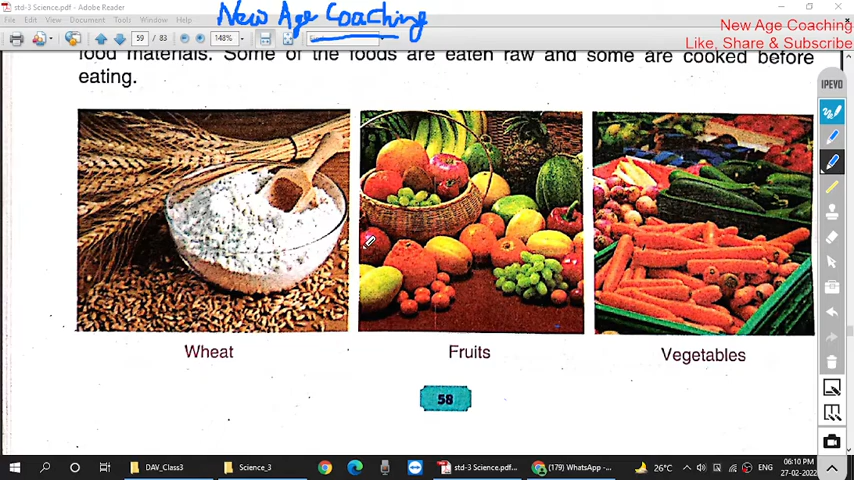 std-3 Science.pdf - Adobe Reader
File Edit View Document Tools Window Help
New Age Coaching
New Age Coaching
Like, Share & Subscribe
59 / 83
148%
food materials. Some of the foods are eaten raw and some are cooked before
eating.
IPEVO
Wheat
Fruits
Vegetables
58
DAV_Class3
Science_3
std-3 Science.pdf...
(179) WhatsApp -...
26°C
ENG
06:10 PM
27-02-2022